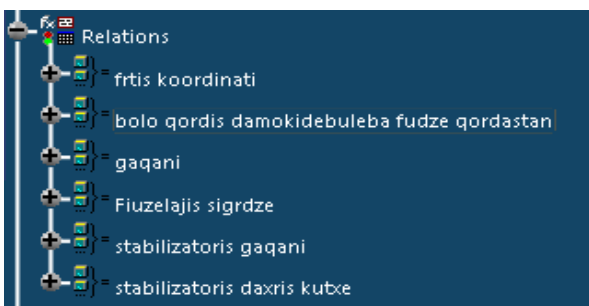 Relations
frtis koordinati
bolo qordis damokidebuleba fudze qordastan
gaqani
Fiuzelajis sigrdze
stabilizatoris gaqani
stabilizatoris daxris kutxe